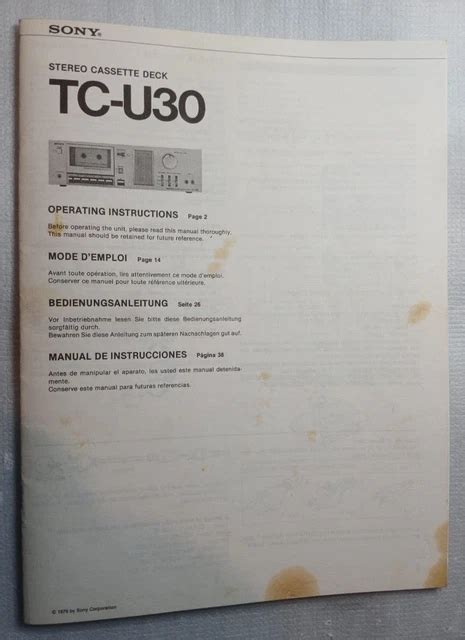 SONY®
STEREO CASSETTE DECK
TC-U30
OPERATING INSTRUCTIONS Page 2
Before operating the unit, please read this manual thoroughly.
This manual should be retained for future reference.
MODE D'EMPLOI Page 14
Avant toute opération, lire attentivement ce mode d'emploi.
Conserver ce manuel pour toute référence ultérieure.
BEDIENUNGSANLEITUNG Seite 26
Vor Inbetriebnahme lesen Sie bitte diese Bedienungsanleitung
sorgfältig durch.
Bewahren Sie diese Anleitung zum späteren Nachschlagen gut auf.
MANUAL DE INSTRUCCIONES Página 38
Antes de manipular el aparato, lea usted este manual detenida-
mente.
Conserve este manual para futuras referencias.
© 1979 by Sony Corporation